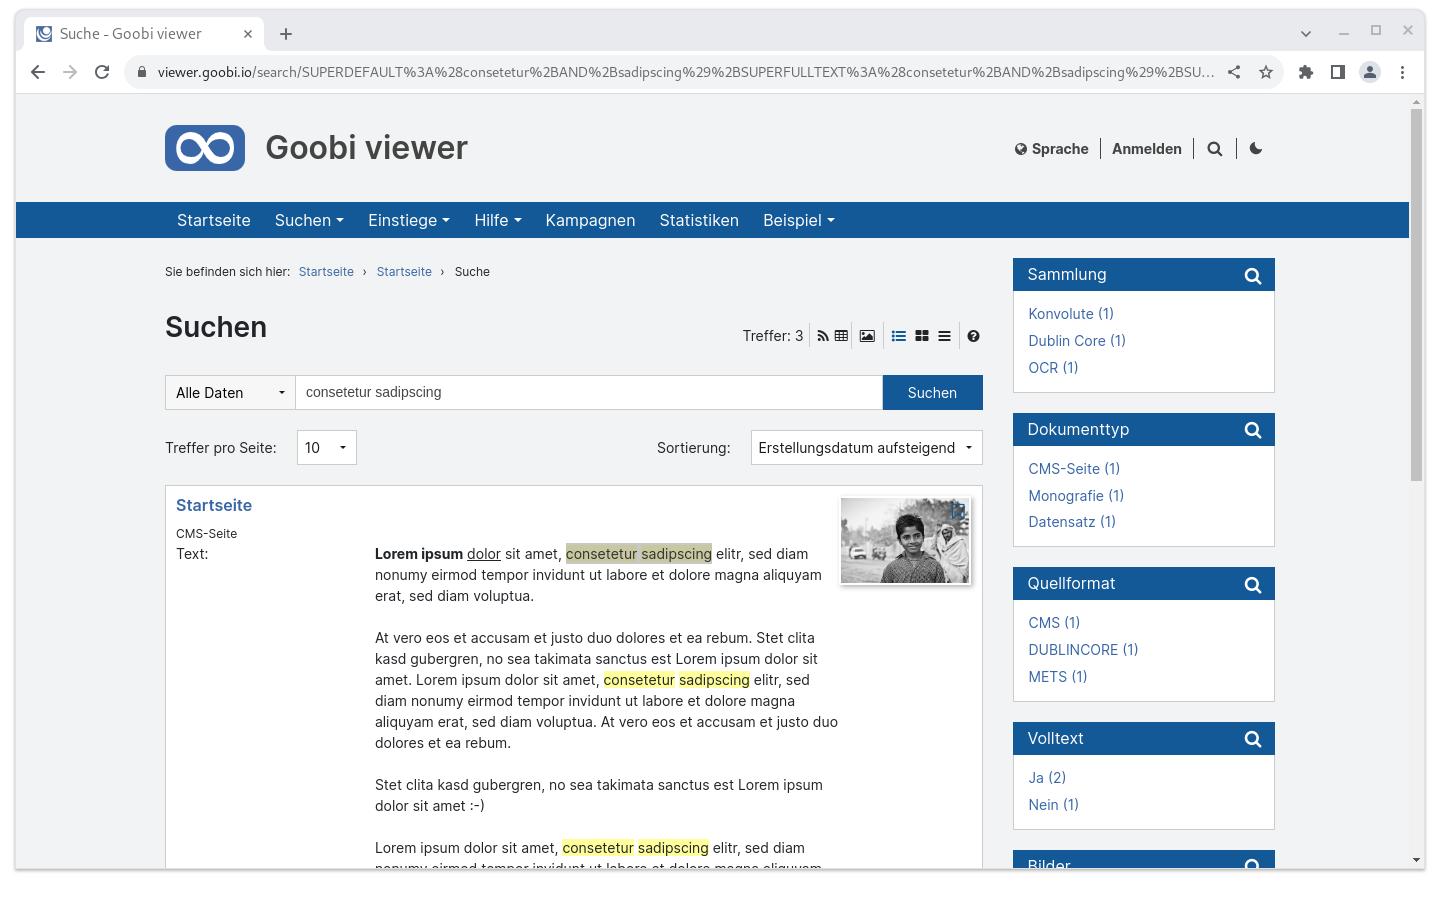 Suche - Goobi viewer
viewer.goobi.io/search/SUPERDEFAULT%3A%28consetetur%2BAND%2Bsadipscing%29%2BSUPERFULLTEXT%3A%28consetetur%2BAND%2Bsadipscing%29%2BSU...
Goobi viewer
Sprache
Anmelden
Startseite Suchen Einstiege Hilfe Kampagnen Statistiken Beispiel
Sie befinden sich hier: Startseite › Startseite › Suche
Suchen
Treffer: 3
Alle Daten consetetur sadipscing Suchen
Treffer pro Seite: 10 Sortierung: Erstellungsdatum aufsteigend
Startseite
CMS-Seite
Text:
Lorem ipsum dolor sit amet, consetetur sadipscing elitr, sed diam
nonumy eirmod tempor invidunt ut labore et dolore magna aliquyam
erat, sed diam voluptua.
At vero eos et accusam et justo duo dolores et ea rebum. Stet clita
kasd gubergren, no sea takimata sanctus est Lorem ipsum dolor sit
amet. Lorem ipsum dolor sit amet, consetetur sadipscing elitr, sed
diam nonumy eirmod tempor invidunt ut labore et dolore magna
aliquyam erat, sed diam voluptua. At vero eos et accusam et justo duo
dolores et ea rebum.
Stet clita kasd gubergren, no sea takimata sanctus est Lorem ipsum
dolor sit amet :-)
Lorem ipsum dolor sit amet, consetetur sadipscing elitr, sed diam
nonumy eirmod tempor invidunt ut labore et dolore magna aliquyam
Sammlung
Konvolute (1)
Dublin Core (1)
OCR (1)
Dokumenttyp
CMS-Seite (1)
Monografie (1)
Datensatz (1)
Quellformat
CMS (1)
DUBLINCORE (1)
METS (1)
Volltext
Ja (2)
Nein (1)
Bilder